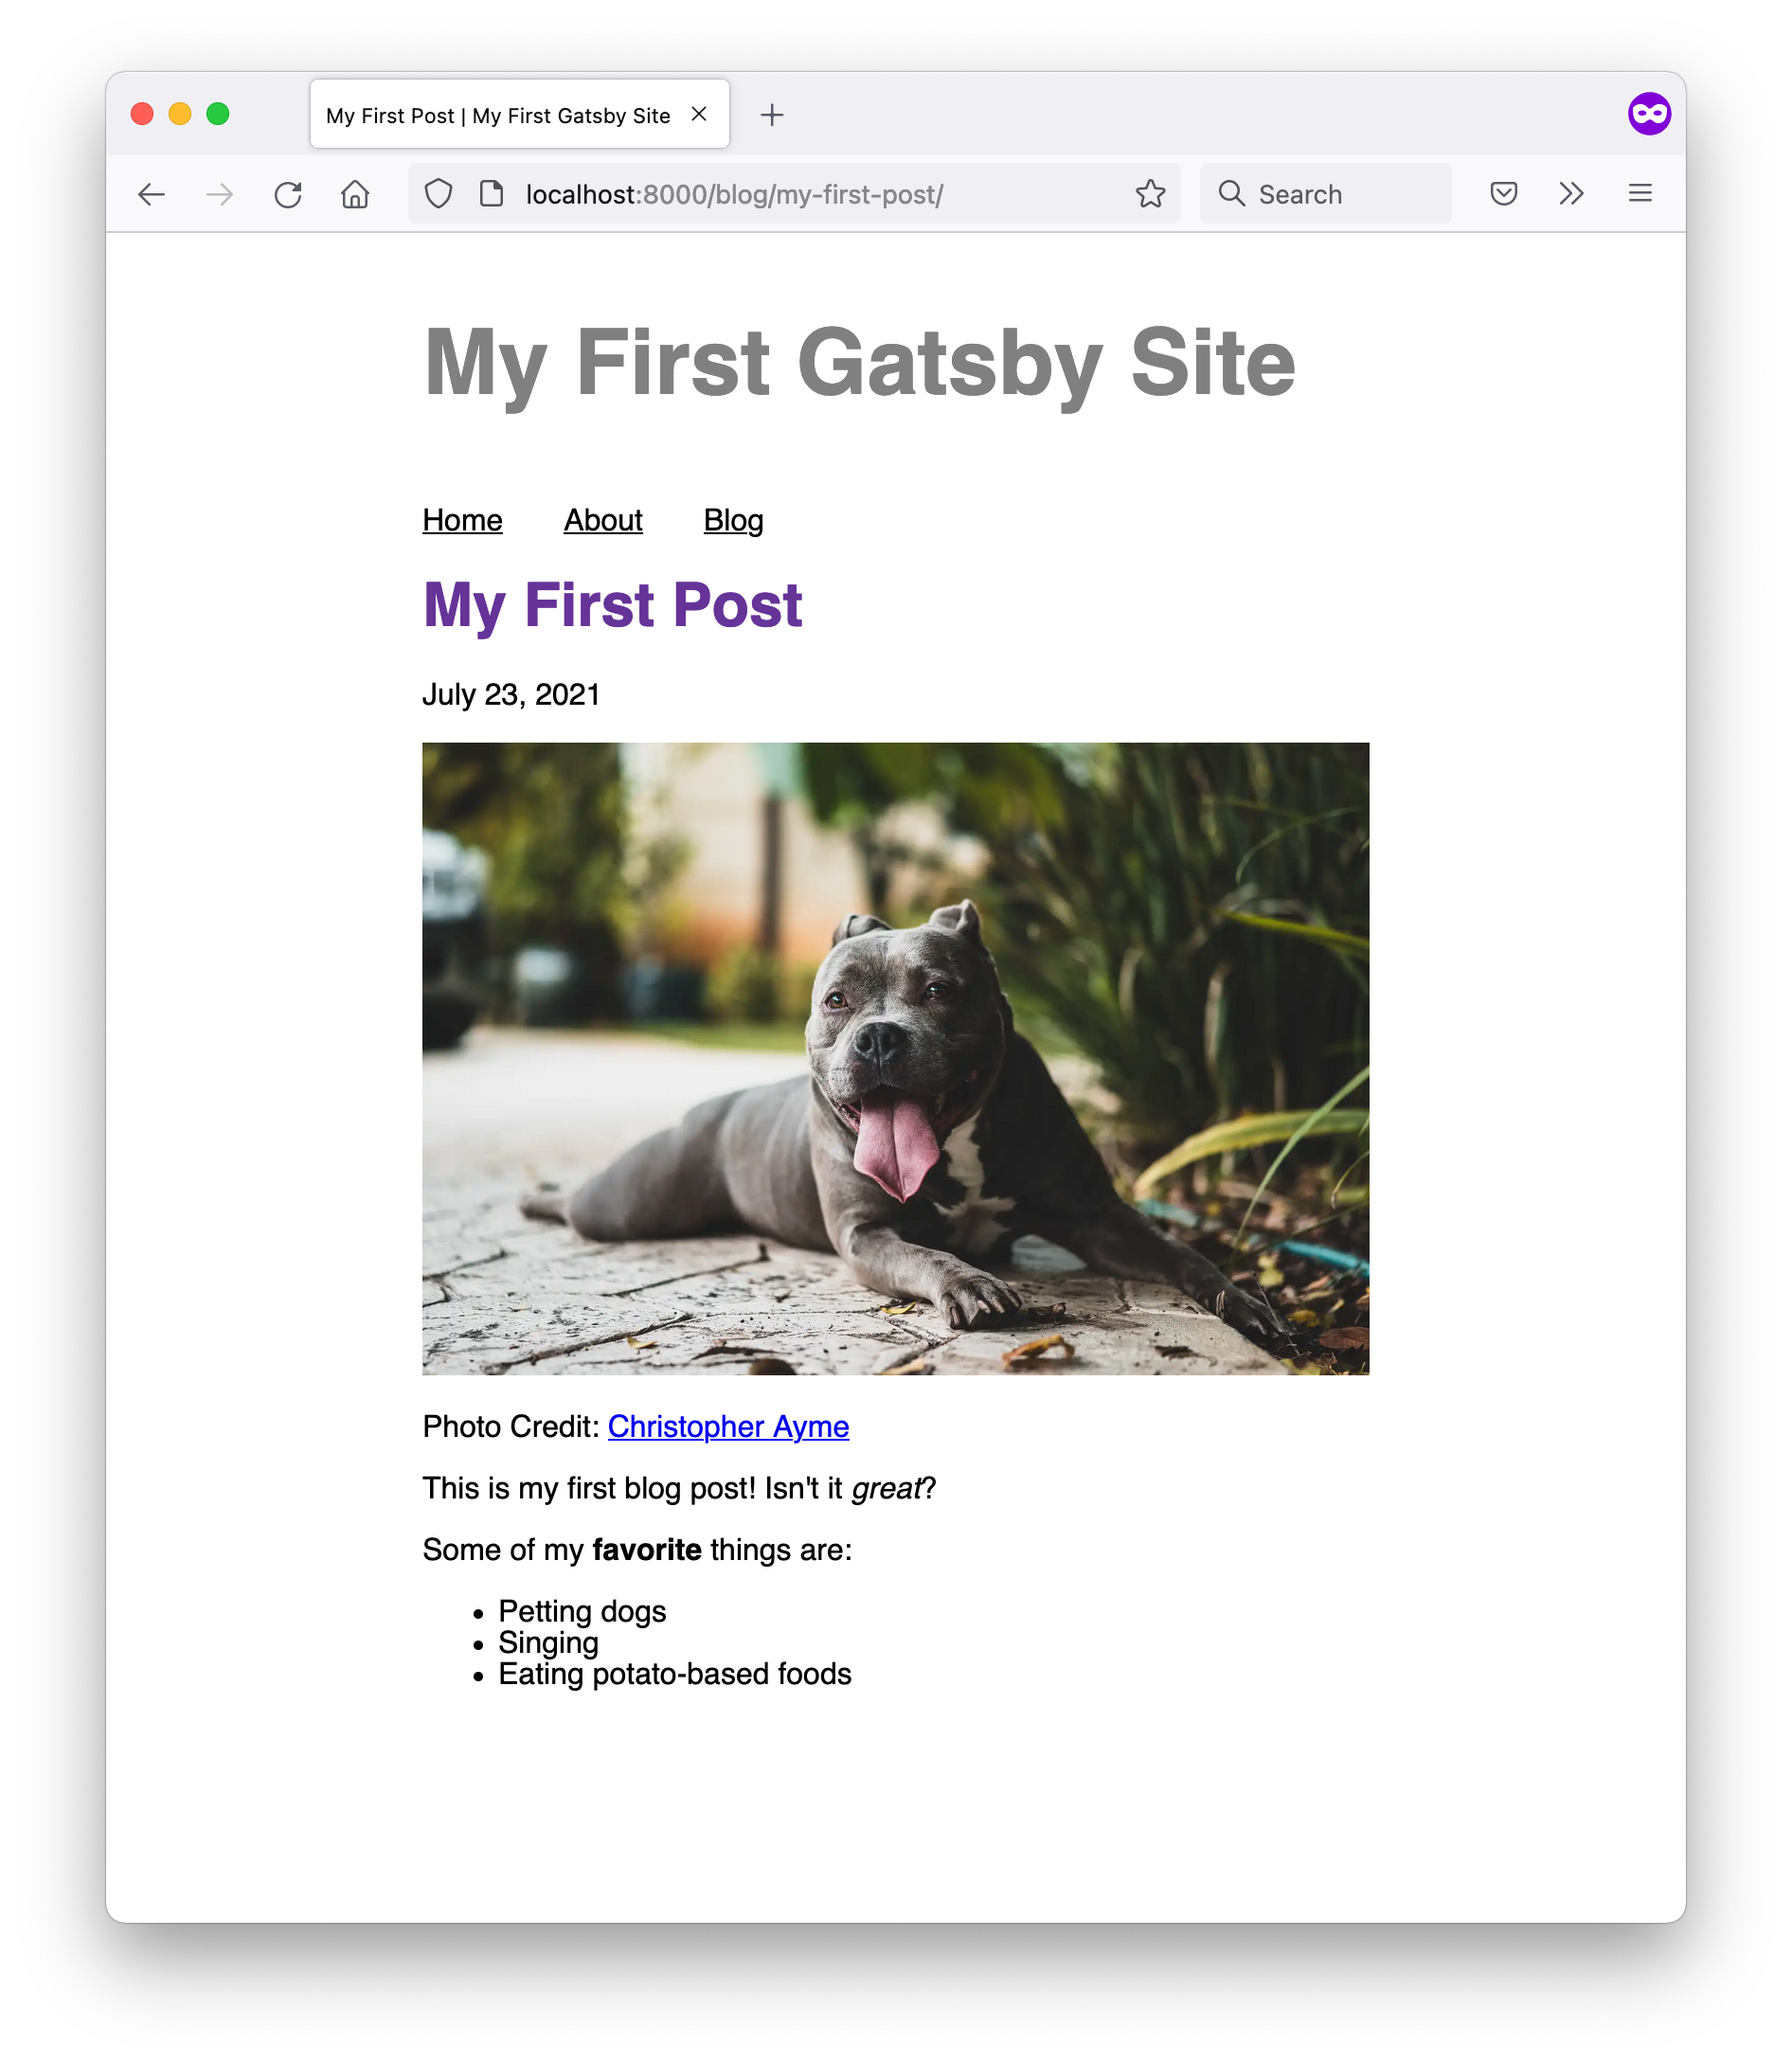 My First Post | My First Gatsby Site
localhost:8000/blog/my-first-post/
Search
My First Gatsby Site
Home About Blog
My First Post
July 23, 2021
Photo Credit: Christopher Ayme
This is my first blog post! Isn't it great?
Some of my favorite things are:
• Petting dogs
• Singing
• Eating potato-based foods